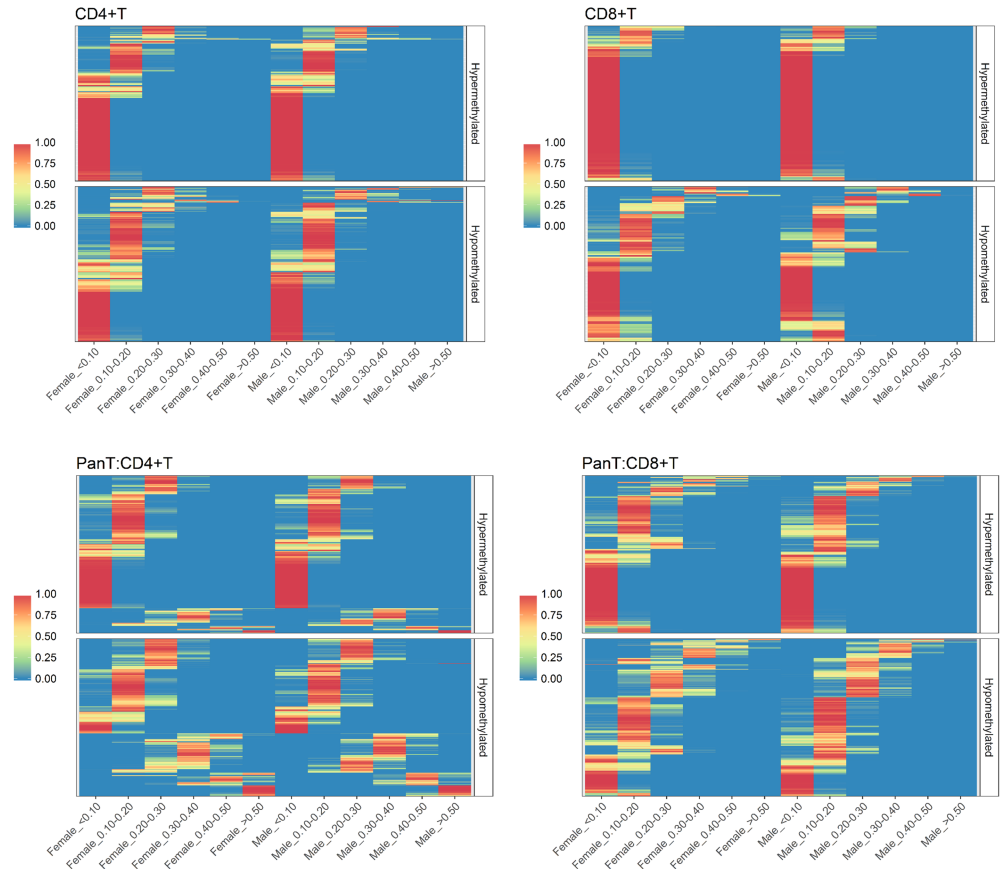 CD4+T
CD8+T
Hypermethylated
Hypermethylated
1.00
0.75
0.50
0.25
0.00
1.00
0.75
0.50
0.25
0.00
Hypomethylated
Hypomethylated
Female_<0.10
Female_0.10-0.20
Female_0.20-0.30
Female_0.30-0.40
Female_0.40-0.50
Female_>0.50
Male_<0.10
Male_0.10-0.20
Male_0.20-0.30
Male_0.30-0.40
Male_0.40-0.50
Male_>0.50
Female_<0.10
Female_0.10-0.20
Female_0.20-0.30
Female_0.30-0.40
Female_0.40-0.50
Female_>0.50
Male_<0.10
Male_0.10-0.20
Male_0.20-0.30
Male_0.30-0.40
Male_0.40-0.50
Male_>0.50
PanT:CD4+T
PanT:CD8+T
Hypermethylated
Hypermethylated
1.00
0.75
0.50
0.25
0.00
1.00
0.75
0.50
0.25
0.00
Hypomethylated
Hypomethylated
Female_<0.10
Female_0.10-0.20
Female_0.20-0.30
Female_0.30-0.40
Female_0.40-0.50
Female_>0.50
Male_<0.10
Male_0.10-0.20
Male_0.20-0.30
Male_0.30-0.40
Male_0.40-0.50
Male_>0.50
Female_<0.10
Female_0.10-0.20
Female_0.20-0.30
Female_0.30-0.40
Female_0.40-0.50
Female_>0.50
Male_<0.10
Male_0.10-0.20
Male_0.20-0.30
Male_0.30-0.40
Male_0.40-0.50
Male_>0.50